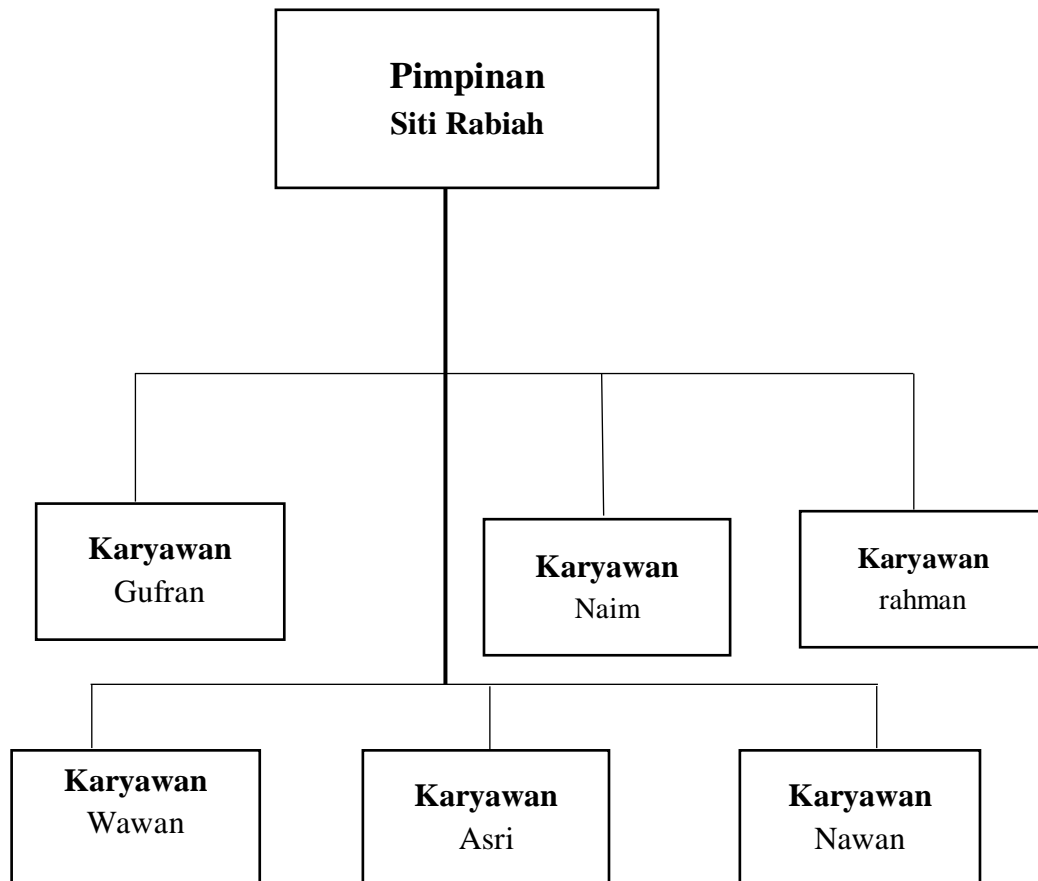 Pimpinan
Siti Rabiah
Karyawan
Gufran
Karyawan
Naim
Karyawan
rahman
Karyawan
Wawan
Karyawan
Asri
Karyawan
Nawan